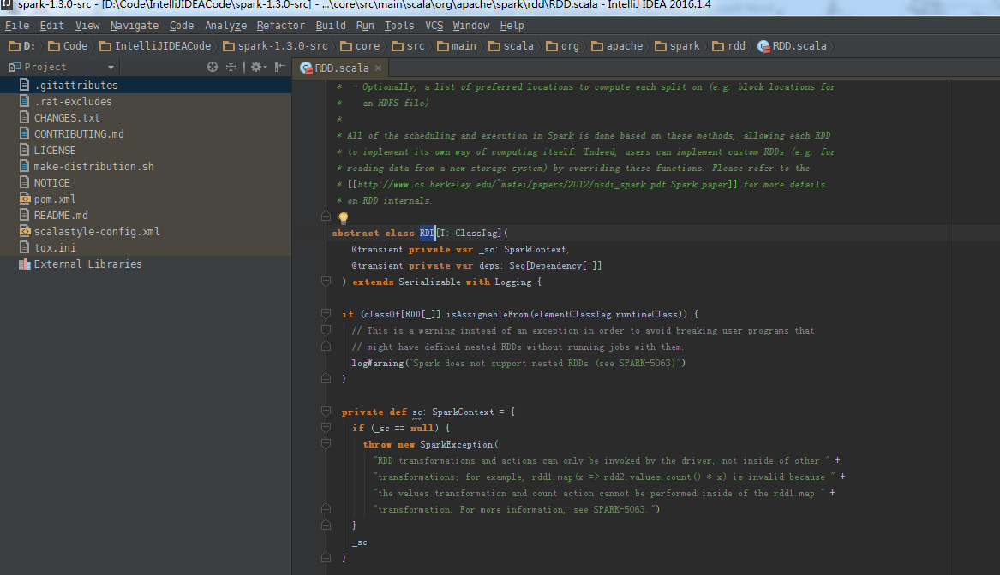 spark-1.3.0-src - [D:\Code\IntelliJIDEACode\spark-1.3.0-src] - ...\core\src\main\scala\org\apache\spark\rdd\RDD.scala - IntelliJ IDEA 2016.1.4
File Edit View Navigate Code Analyze Refactor Build Run Tools VCS Window Help
D: Code IntelliJIDEACode spark-1.3.0-src core src main scala org apache spark rdd RDD.scala
Project
RDD.scala
.gitattributes
.rat-excludes
CHANGES.txt
CONTRIBUTING.md
LICENSE
make-distribution.sh
NOTICE
pom.xml
README.md
scalastyle-config.xml
tox.ini
External Libraries
*  - Optionally, a list of preferred locations to compute each split on (e.g. block locations for
*    an HDFS file)
*
* All of the scheduling and execution in Spark is done based on these methods, allowing each RDD
* to implement its own way of computing itself. Indeed, users can implement custom RDDs (e.g. for
* reading data from a new storage system) by overriding these functions. Please refer to the
* [[http://www.cs.berkeley.edu/~matei/papers/2012/nsdi_spark.pdf Spark paper]] for more details
* on RDD internals.
abstract class RDD[T: ClassTag](
@transient private var _sc: SparkContext,
@transient private var deps: Seq[Dependency[_]]
) extends Serializable with Logging {
if (classOf[RDD[_]].isAssignableFrom(elementClassTag.runtimeClass)) {
// This is a warning instead of an exception in order to avoid breaking user programs that
// might have defined nested RDDs without running jobs with them.
logWarning("Spark does not support nested RDDs (see SPARK-5063)")
}
private def sc: SparkContext = {
if (_sc == null) {
throw new SparkException(
"RDD transformations and actions can only be invoked by the driver, not inside of other " +
"transformations; for example, rdd1.map(x => rdd2.values.count() * x) is invalid because " +
"the values transformation and count action cannot be performed inside of the rdd1.map " +
"transformation. For more information, see SPARK-5063.")
}
_sc
}